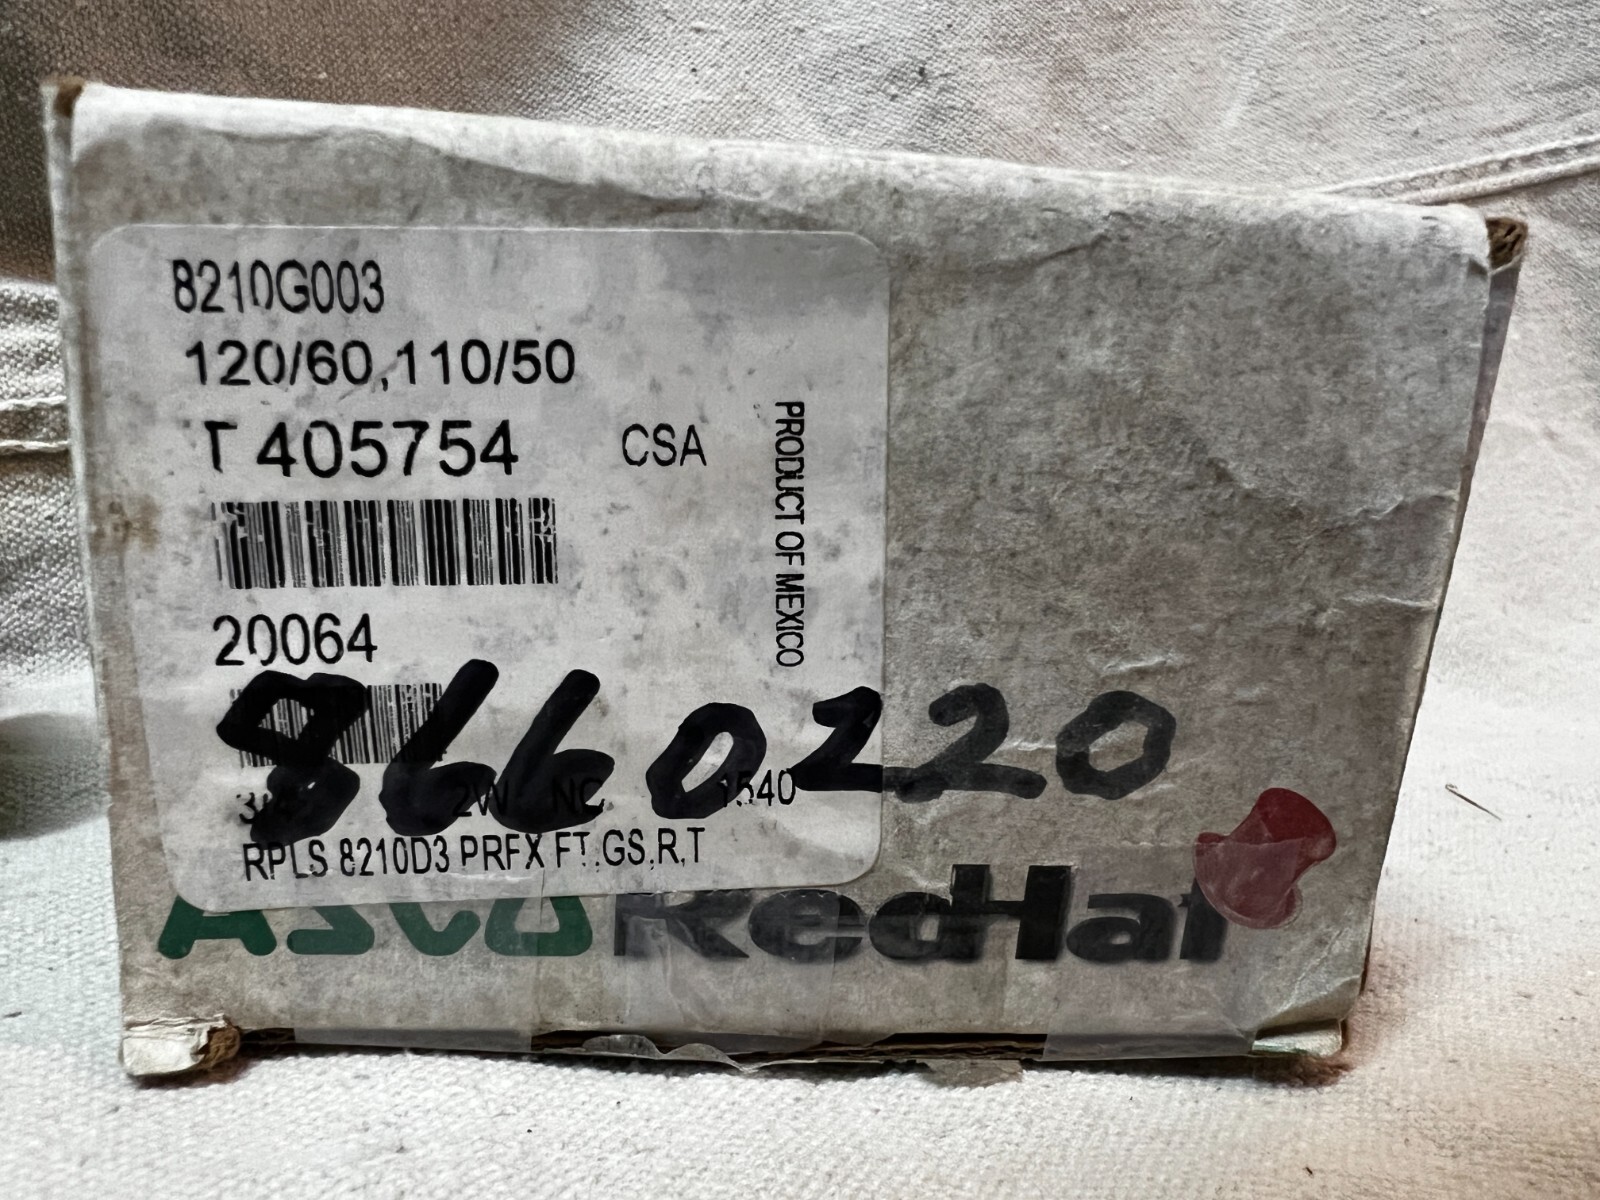 8210G003
120/60,110/50
T 405754
CSA
PRODUCT OF MEXICO
20064
8660220
2W NC 1540
RPLS 8210D3 PRFX FT.GS,R,T
ASCO RedHat